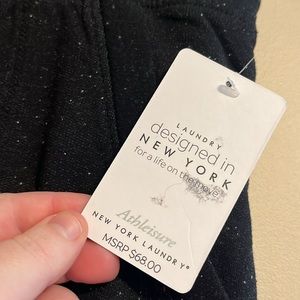 LAUNDRY
designed in
NEW YORK
for a life on the move
Athleisure
NEW YORK LAUNDRY®
MSRP $68.00